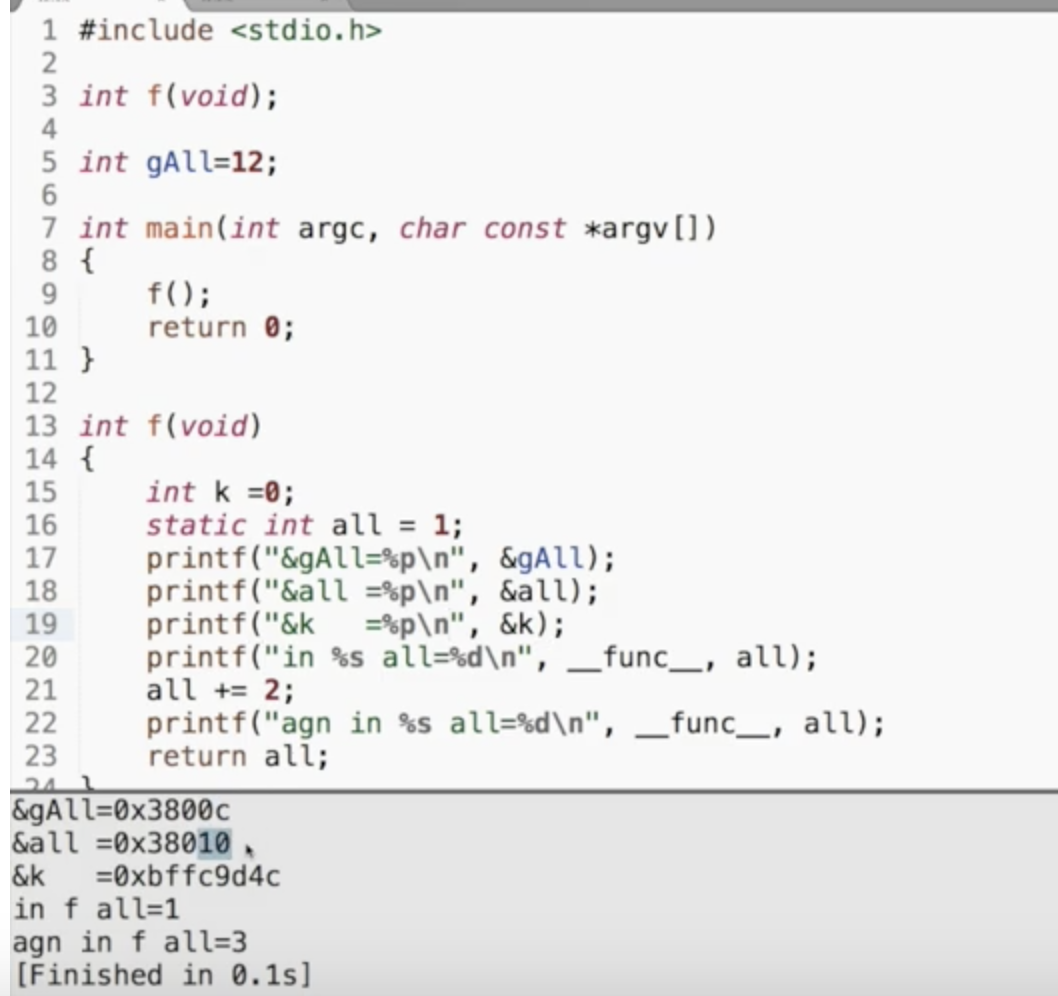 1 #include <stdio.h>
2
3 int f(void);
4
5 int gAll=12;
6
7 int main(int argc, char const *argv[])
8 {
9     f();
10     return 0;
11 }
12
13 int f(void)
14 {
15     int k =0;
16     static int all = 1;
17     printf("&gAll=%p\n", &gAll);
18     printf("&all =%p\n", &all);
19     printf("&k   =%p\n", &k);
20     printf("in %s all=%d\n", __func__, all);
21     all += 2;
22     printf("agn in %s all=%d\n", __func__, all);
23     return all;
24 }
&gAll=0x3800c
&all =0x38010
&k   =0xbffc9d4c
in f all=1
agn in f all=3
[Finished in 0.1s]